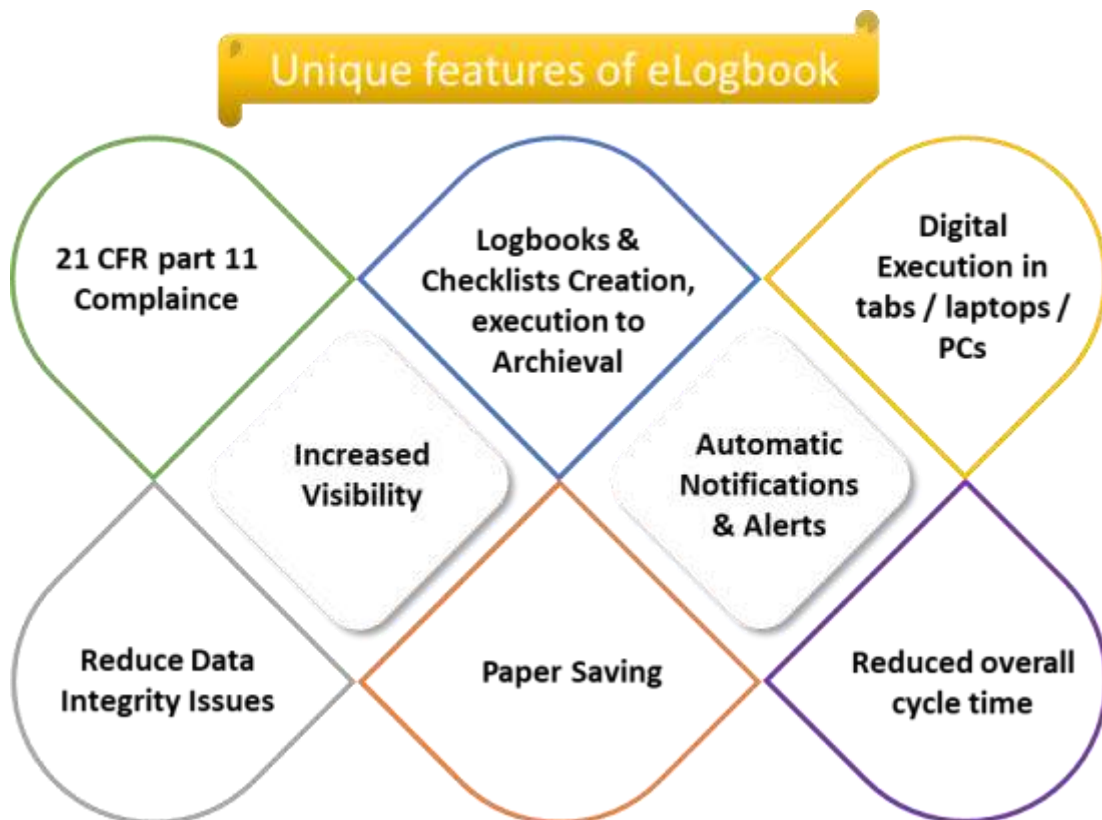 Unique features of eLogbook
21 CFR part 11
Complaince
Logbooks &
Checklists Creation,
execution to
Archieval
Digital
Execution in
tabs / laptops /
PCs
Increased
Visibility
Automatic
Notifications
& Alerts
Reduce Data
Integrity Issues
Paper Saving
Reduced overall
cycle time